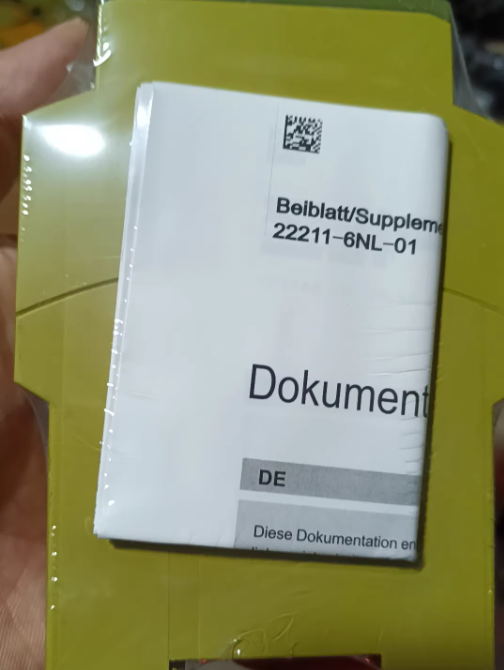 Beiblatt/Suppleme
22211-6NL-01
Dokument
DE
Diese Dokumentation en